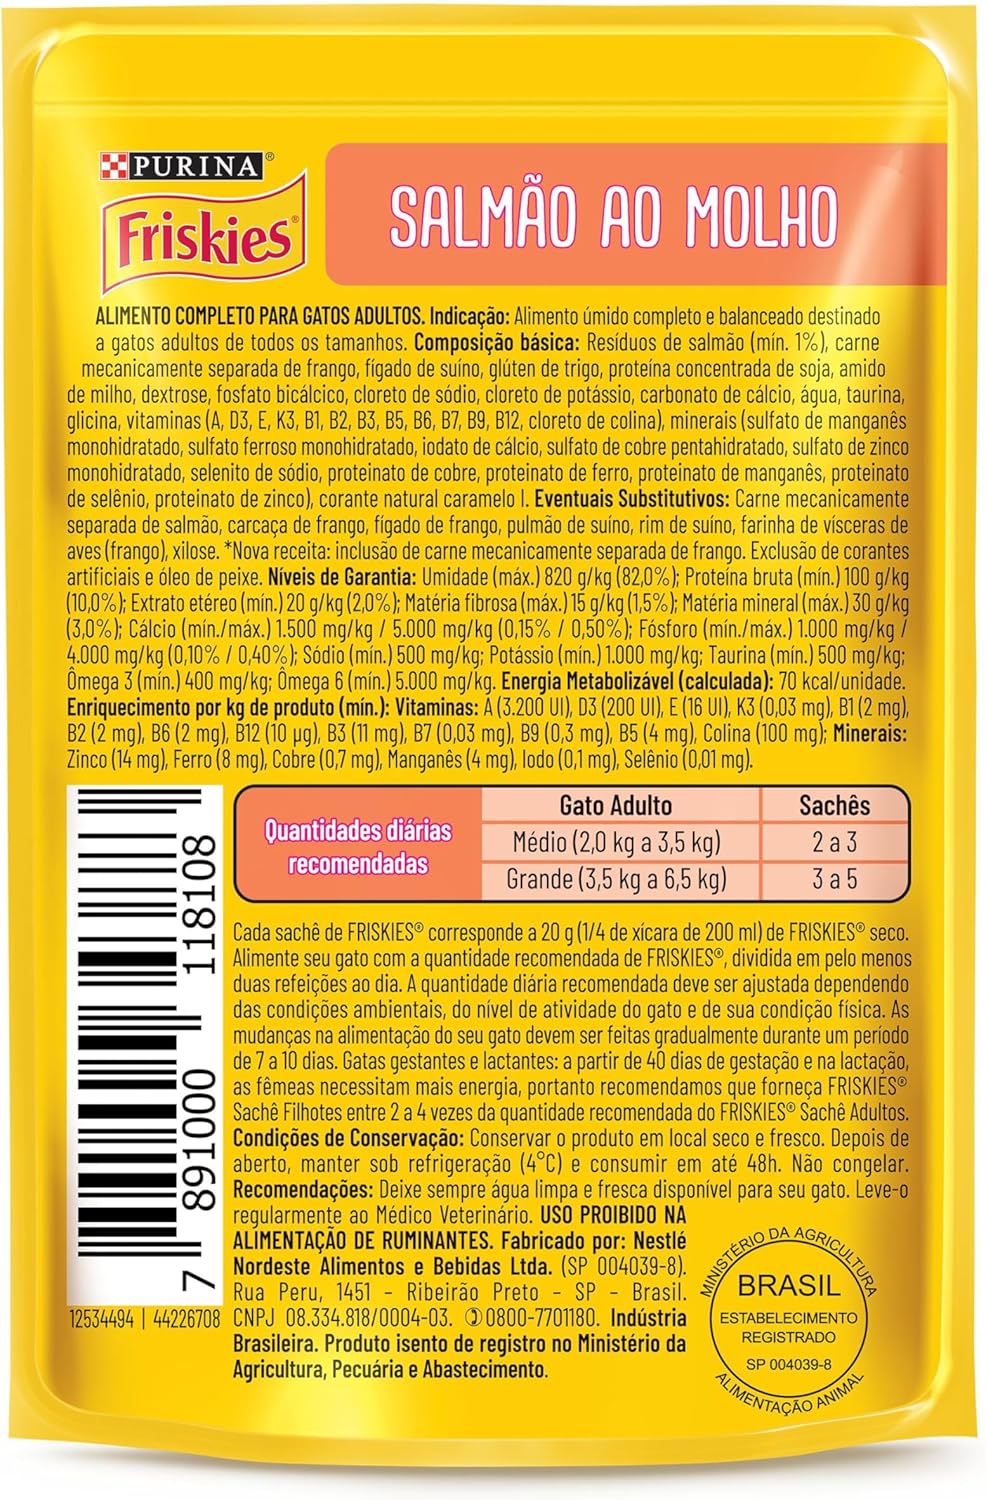 PURINA®
Friskies®
SALMÃO AO MOLHO
ALIMENTO COMPLETO PARA GATOS ADULTOS. Indicação: Alimento úmido completo e balanceado destinado
a gatos adultos de todos os tamanhos. Composição básica: Resíduos de salmão (mín. 1%), carne
mecanicamente separada de frango, fígado de suíno, glúten de trigo, proteína concentrada de soja, amido
de milho, dextrose, fosfato bicálcico, cloreto de sódio, cloreto de potássio, carbonato de cálcio, água, taurina,
glicina, vitaminas (A, D3, E, K3, B1, B2, B3, B5, B6, B7, B9, B12, cloreto de colina), minerais (sulfato de manganês
monohidratado, sulfato ferroso monohidratado, iodato de cálcio, sulfato de cobre pentahidratado, sulfato de zinco
monohidratado, selenito de sódio, proteinato de cobre, proteinato de ferro, proteinato de manganês, proteinato
de selênio, proteinato de zinco), corante natural caramelo I. Eventuais Substitutivos: Carne mecanicamente
separada de salmão, carcaça de frango, fígado de frango, pulmão de suíno, rim de suíno, farinha de vísceras de
aves (frango), xilose. *Nova receita: inclusão de carne mecanicamente separada de frango. Exclusão de corantes
artificiais e óleo de peixe. Níveis de Garantia: Umidade (máx.) 820 g/kg (82,0%); Proteína bruta (mín.) 100 g/kg
(10,0%); Extrato etéreo (mín.) 20 g/kg (2,0%); Matéria fibrosa (máx.) 15 g/kg (1,5%); Matéria mineral (máx.) 30 g/kg
(3,0%); Cálcio (mín./máx.) 1.500 mg/kg / 5.000 mg/kg (0,15% / 0,50%); Fósforo (mín./máx.) 1.000 mg/kg /
4.000 mg/kg (0,10% / 0,40%); Sódio (mín.) 500 mg/kg; Potássio (mín.) 1.000 mg/kg; Taurina (mín.) 500 mg/kg;
Ômega 3 (mín.) 400 mg/kg; Ômega 6 (mín.) 5.000 mg/kg. Energia Metabolizável (calculada): 70 kcal/unidade.
Enriquecimento por kg de produto (mín.): Vitaminas: A (3.200 UI), D3 (200 UI), E (16 UI), K3 (0,03 mg), B1 (2 mg),
B2 (2 mg), B6 (2 mg), B12 (10 µg), B3 (11 mg), B7 (0,03 mg), B9 (0,3 mg), B5 (4 mg), Colina (100 mg); Minerais:
Zinco (14 mg), Ferro (8 mg), Cobre (0,7 mg), Manganês (4 mg), Iodo (0,1 mg), Selênio (0,01 mg).
Quantidades diárias
recomendadas
Gato Adulto Sachês
Médio (2,0 kg a 3,5 kg) 2 a 3
Grande (3,5 kg a 6,5 kg) 3 a 5
Cada sachê de FRISKIES® corresponde a 20 g (1/4 de xícara de 200 ml) de FRISKIES® seco.
Alimente seu gato com a quantidade recomendada de FRISKIES®, dividida em pelo menos
duas refeições ao dia. A quantidade diária recomendada deve ser ajustada dependendo
das condições ambientais, do nível de atividade do gato e de sua condição física. As
mudanças na alimentação do seu gato devem ser feitas gradualmente durante um período
de 7 a 10 dias. Gatas gestantes e lactantes: a partir de 40 dias de gestação e na lactação,
as fêmeas necessitam mais energia, portanto recomendamos que forneça FRISKIES®
Sachê Filhotes entre 2 a 4 vezes da quantidade recomendada do FRISKIES® Sachê Adultos.
Condições de Conservação: Conservar o produto em local seco e fresco. Depois de
aberto, manter sob refrigeração (4°C) e consumir em até 48h. Não congelar.
Recomendações: Deixe sempre água limpa e fresca disponível para seu gato. Leve-o
regularmente ao Médico Veterinário. USO PROIBIDO NA
ALIMENTAÇÃO DE RUMINANTES. Fabricado por: Nestlé
Nordeste Alimentos e Bebidas Ltda. (SP 004039-8).
Rua Peru, 1451 - Ribeirão Preto - SP - Brasil.
CNPJ 08.334.818/0004-03. 0800-7701180. Indústria
Brasileira. Produto isento de registro no Ministério da
Agricultura, Pecuária e Abastecimento.
7 891000 118108
12534494 | 44226708
MINISTÉRIO DA AGRICULTURA
BRASIL
ESTABELECIMENTO
REGISTRADO
SP 004039-8
ALIMENTAÇÃO ANIMAL